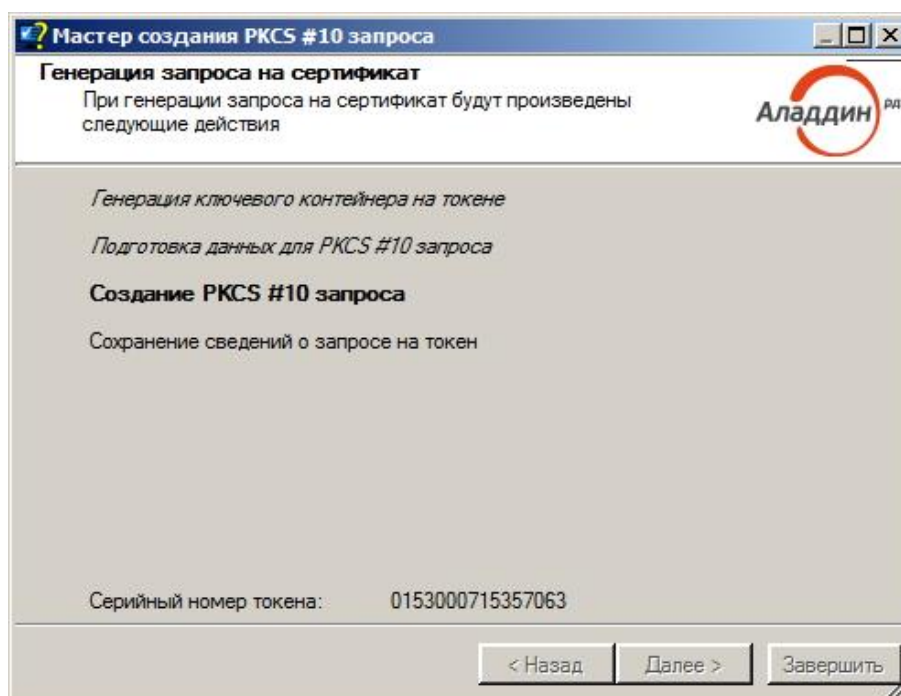 Мастер создания PKCS #10 запроса
Генерация запроса на сертификат
При генерации запроса на сертификат будут произведены
следующие действия
Аладдин РД
Генерация ключевого контейнера на токене
Подготовка данных для PKCS #10 запроса
Создание PKCS #10 запроса
Сохранение сведений о запросе на токен
Серийный номер токена: 0153000715357063
< Назад Далее > Завершить